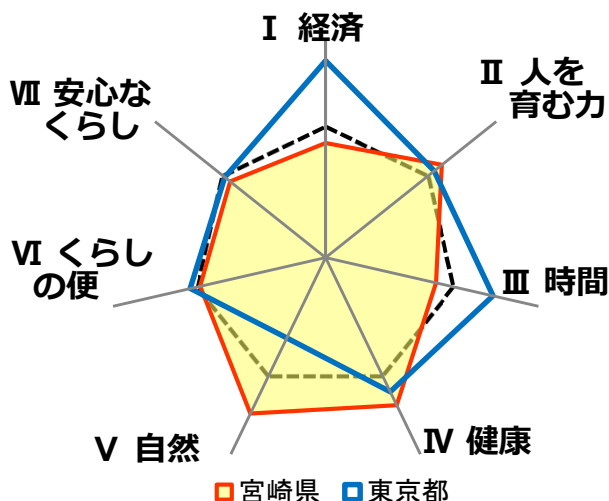 Ⅰ 経済
Ⅱ 人を
育む力
Ⅲ 時間
Ⅳ 健康
Ⅴ 自然
Ⅵ くらし
の便
Ⅶ 安心な
くらし
宮崎県 東京都